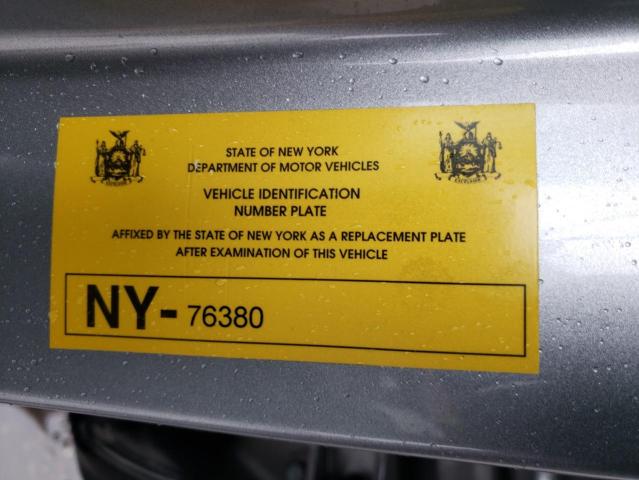 STATE OF NEW YORK
DEPARTMENT OF MOTOR VEHICLES
VEHICLE IDENTIFICATION
NUMBER PLATE
AFFIXED BY THE STATE OF NEW YORK AS A REPLACEMENT PLATE
AFTER EXAMINATION OF THIS VEHICLE
NY- 76380